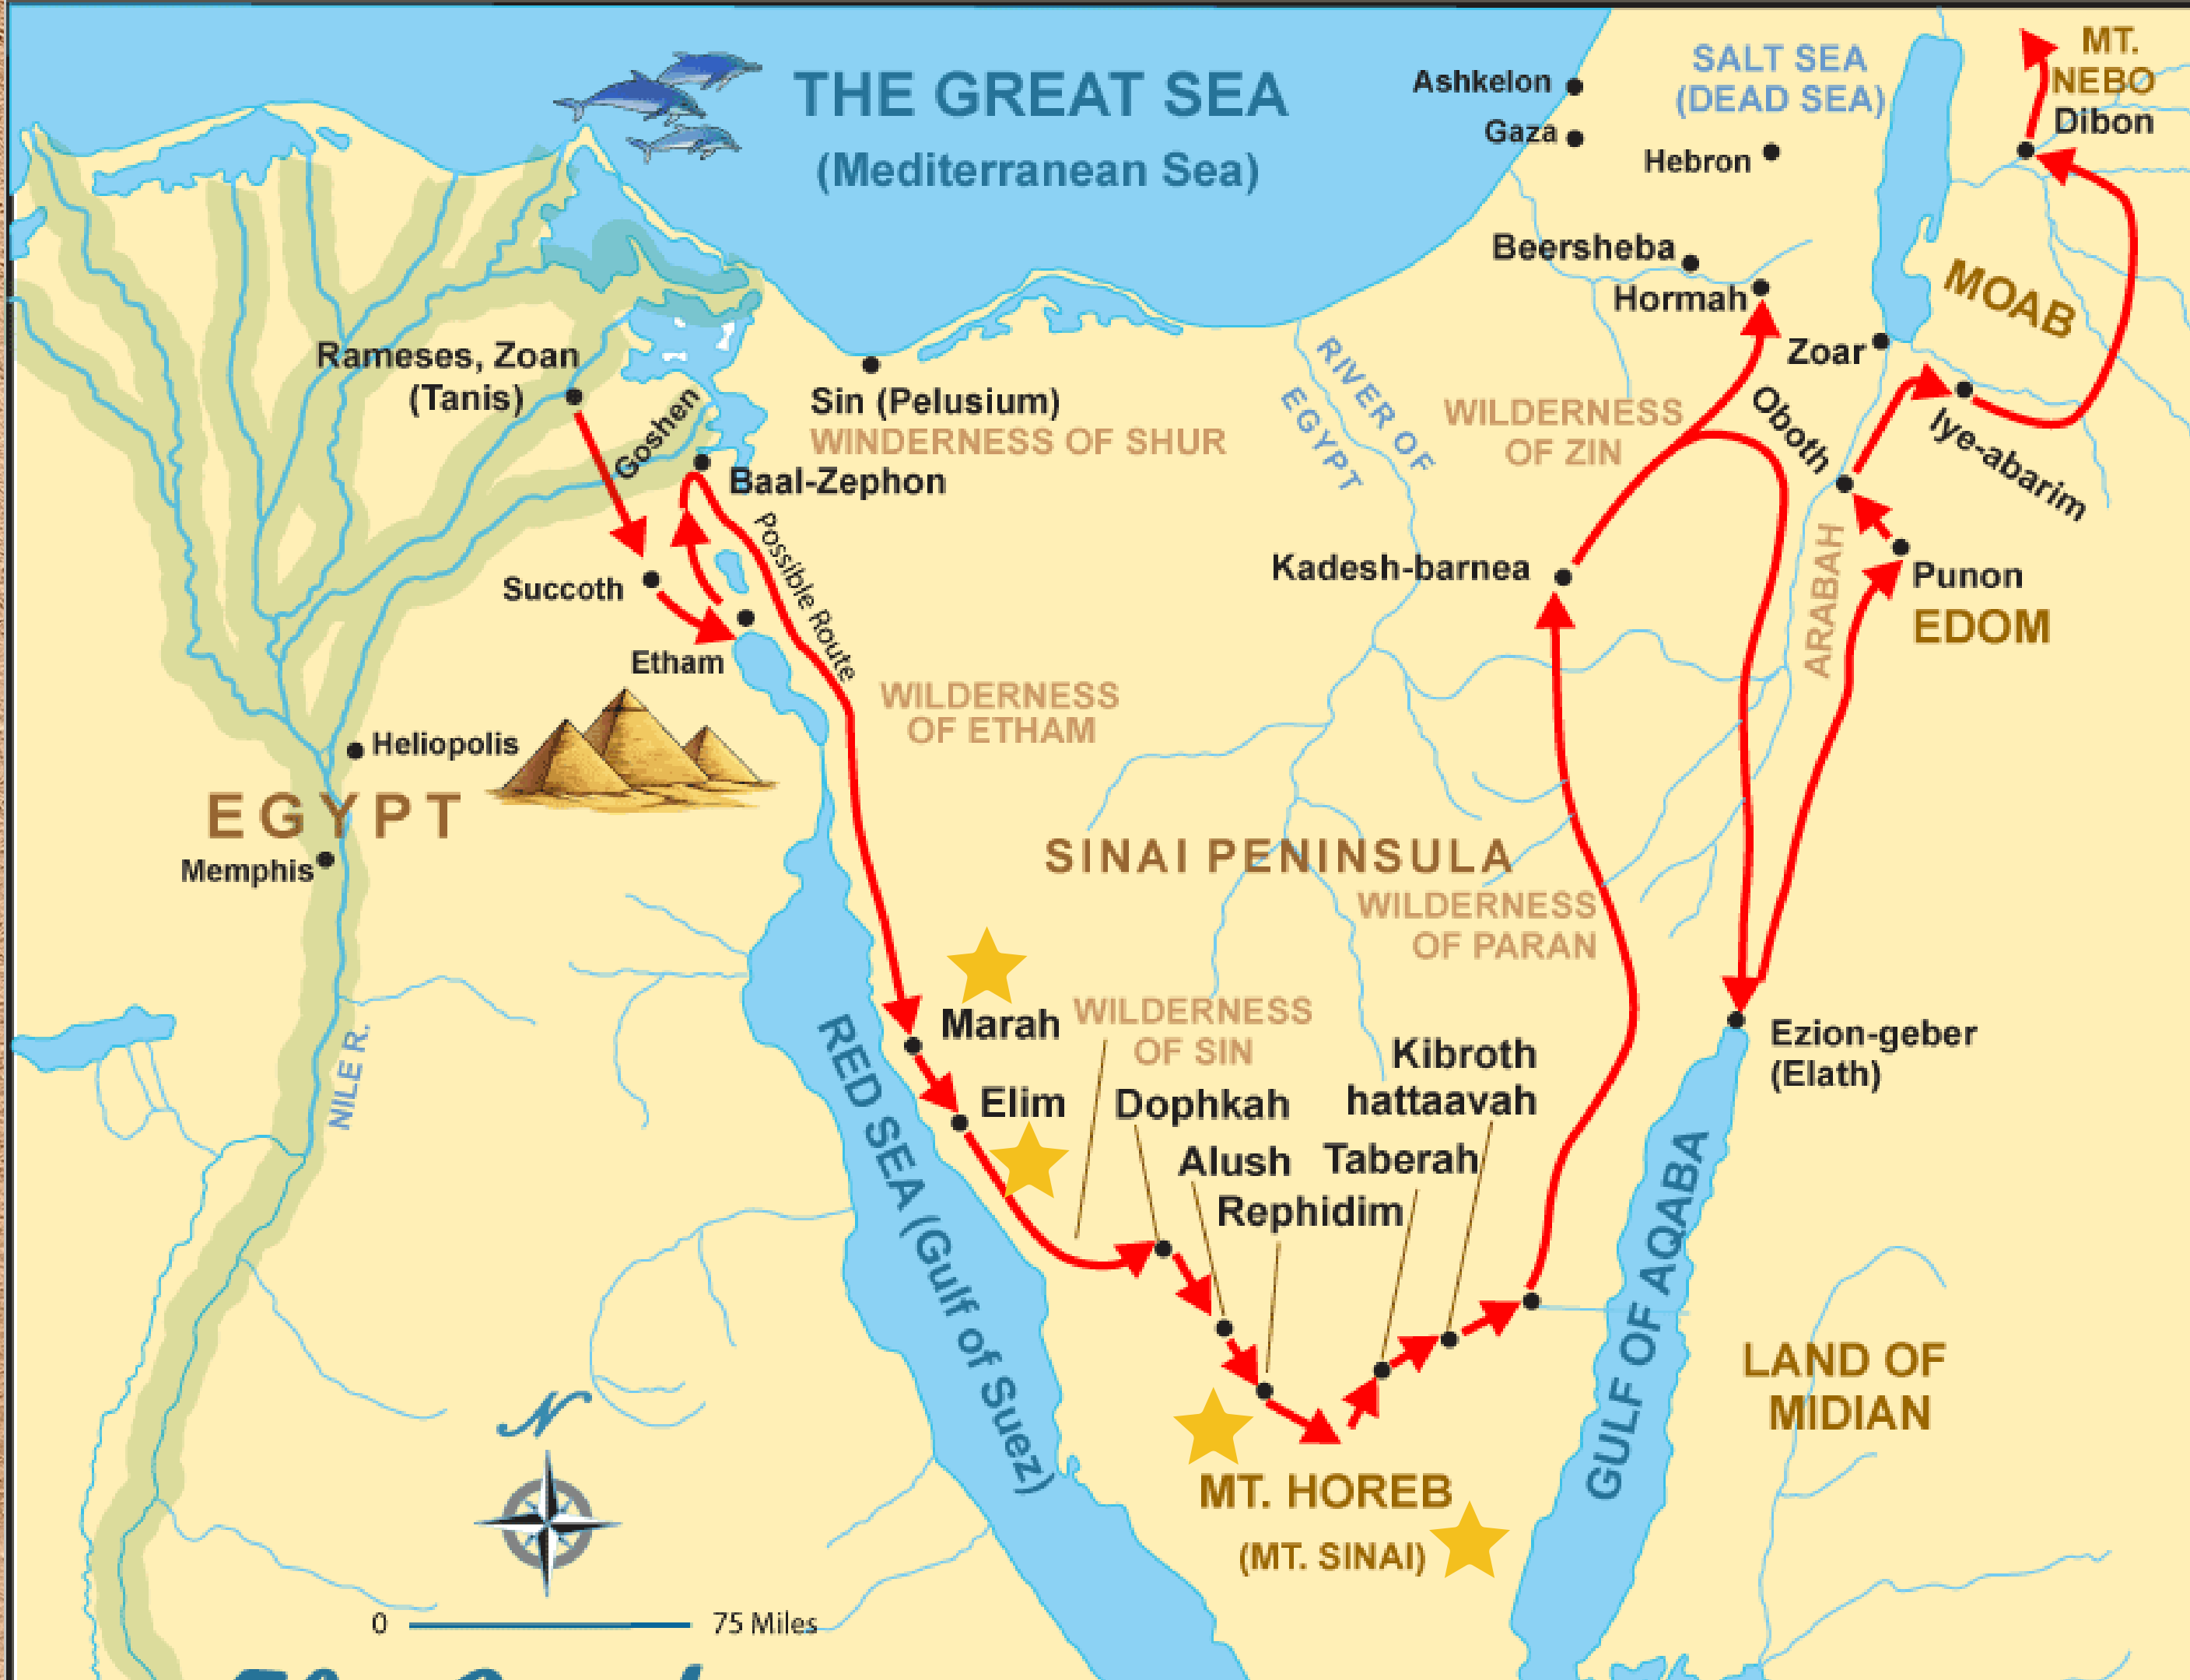 THE GREAT SEA
(Mediterranean Sea)
Ashkelon
Gaza
SALT SEA
(DEAD SEA)
Hebron
MT.
NEBO
Dibon
Beersheba
Hormah
MOAB
Zoar
Oboth
Iye-abarim
Rameses, Zoan
(Tanis)
Goshen
Sin (Pelusium)
WINDERNESS OF SHUR
RIVER OF
EGYPT
WILDERNESS
OF ZIN
Baal-Zephon
Possible Route
Succoth
Etham
Kadesh-barnea
ARABAH
Punon
EDOM
WILDERNESS
OF ETHAM
Heliopolis
EGYPT
Memphis
SINAI PENINSULA
WILDERNESS
OF PARAN
NILE R.
Marah
WILDERNESS
OF SIN
Elim
Dophkah
Kibroth
hattaavah
Alush
Taberah
Rephidim
Ezion-geber
(Elath)
RED SEA (Gulf of Suez)
GULF OF AQABA
LAND OF
MIDIAN
N
MT. HOREB
(MT. SINAI)
0
75 Miles